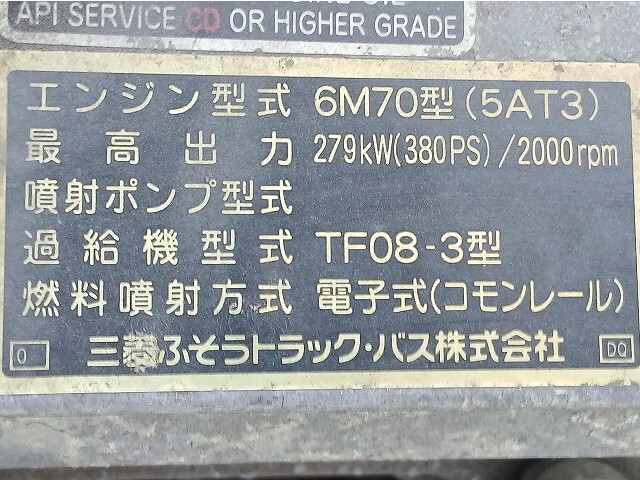 API SERVICE CD OR HIGHER GRADE
エンジン型式 6M70型(5AT3)
最高出力 279kW(380PS)/2000rpm
噴射ポンプ型式
過給機型式 TF08-3型
燃料噴射方式 電子式(コモンレール)
0 三菱ふそうトラック・バス株式会社 DQ